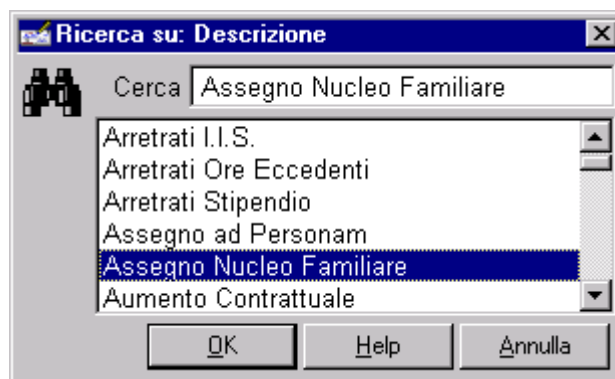 Ricerca su: Descrizione
Cerca Assegno Nucleo Familiare
Arretrati I.I.S.
Arretrati Ore Eccedenti
Arretrati Stipendio
Assegno ad Personam
Assegno Nucleo Familiare
Aumento Contrattuale
OK Help Annulla